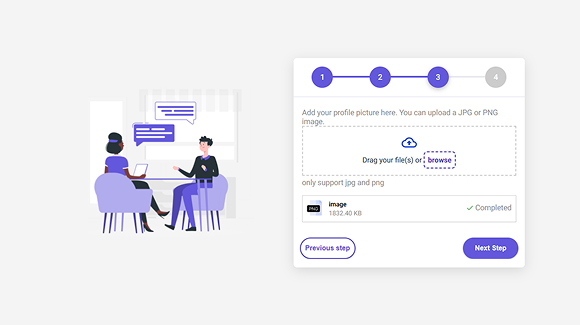 1 2 3 4
Add your profile picture here. You can upload a JPG or PNG
image.
Drag your file(s) or browse
only support jpg and png
PNG
image
1832.40 KB
Completed
Previous step
Next Step